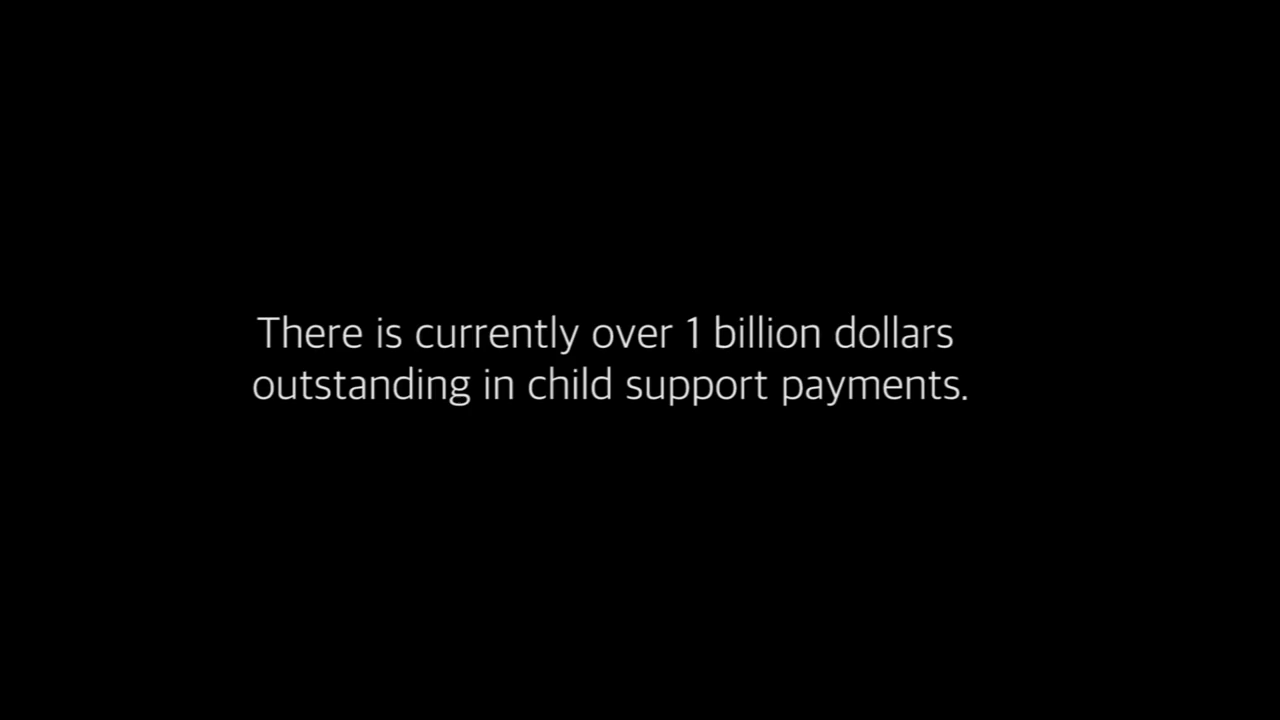 There is currently over 1 billion dollars
outstanding in child support payments.